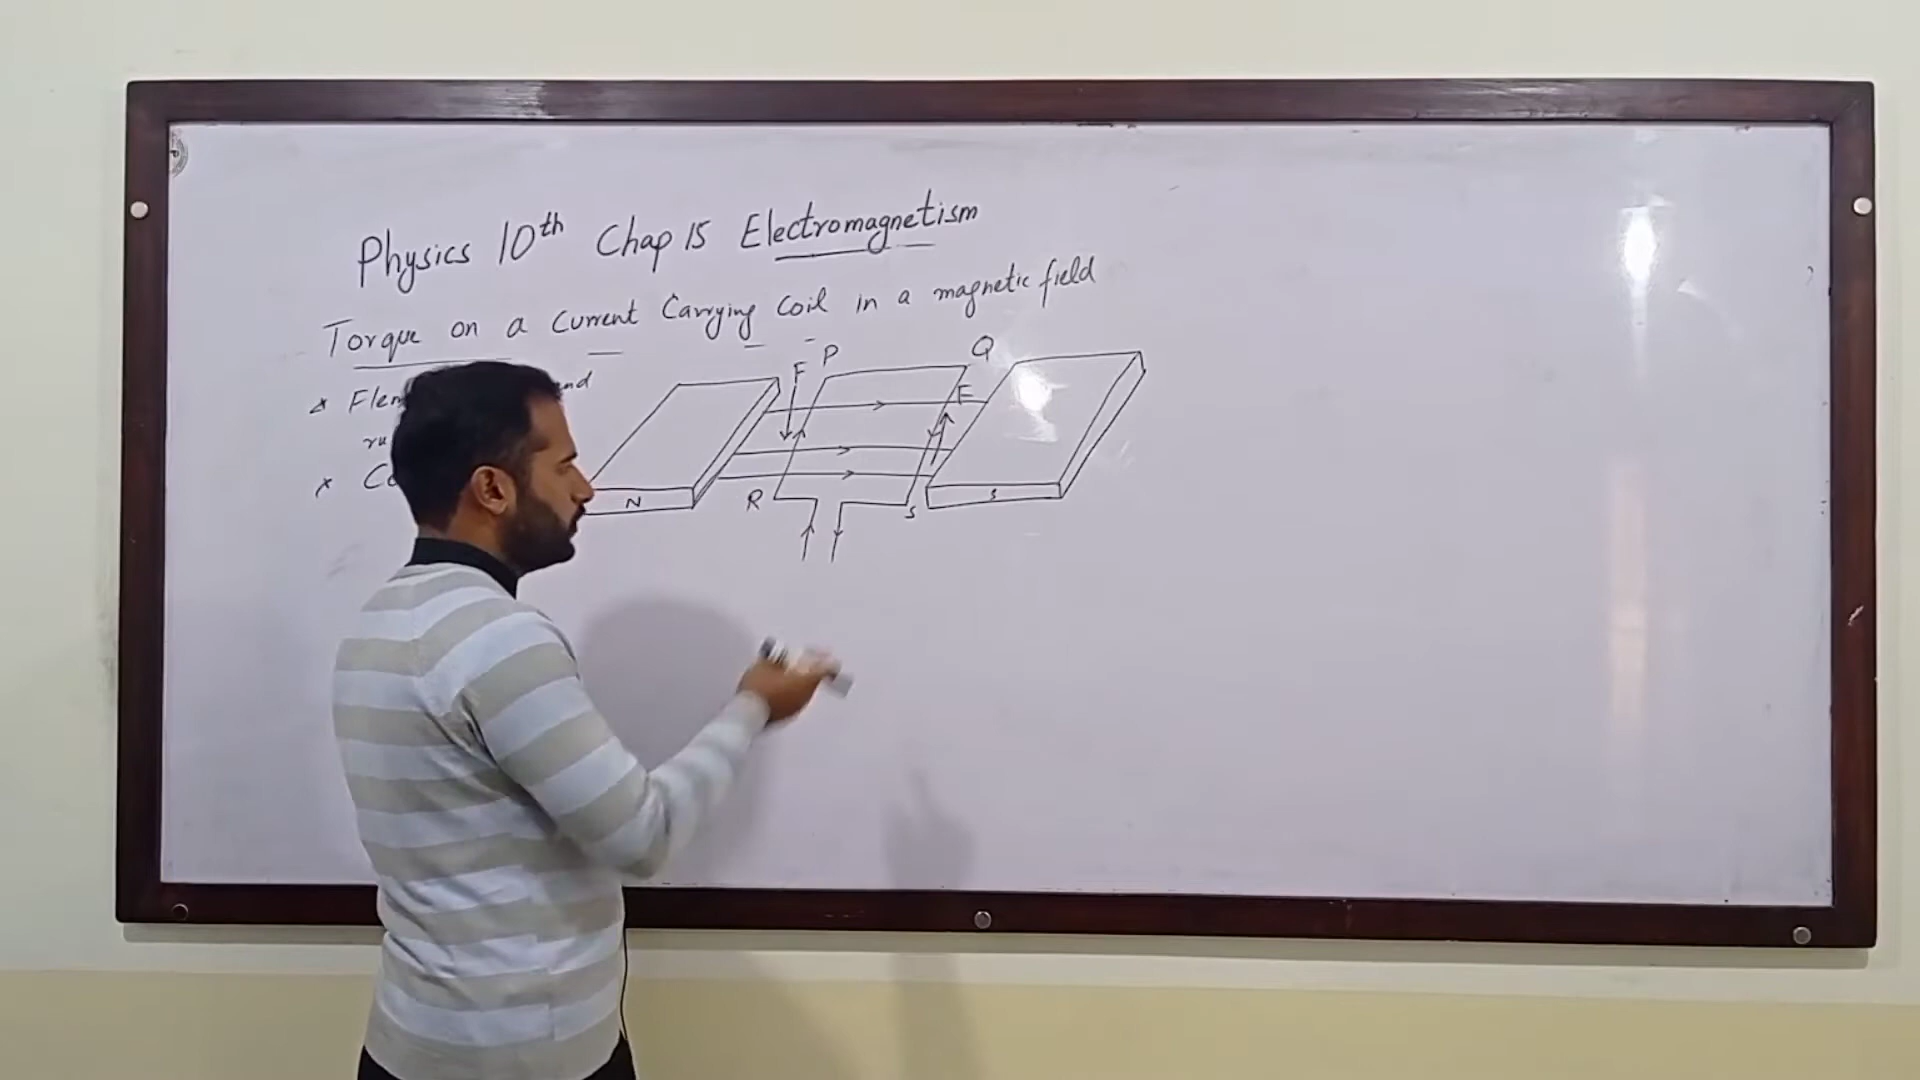 Physics 10th Chap 15 Electromagnetism
Torque on a Current Carrying Coil in a magnetic field
F
P
Q
F
N
R
S
S